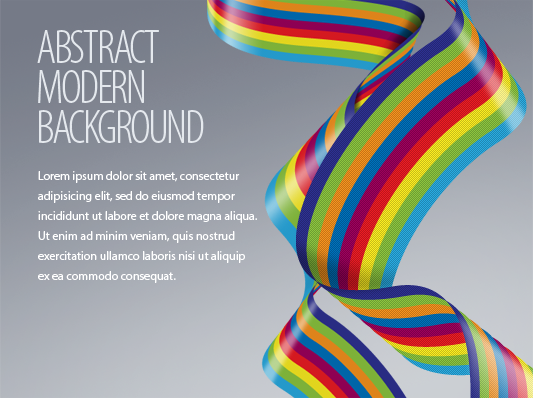 ABSTRACT
MODERN
BACKGROUND
Lorem ipsum dolor sit amet, consectetur
adipisicing elit, sed do eiusmod tempor
incididunt ut labore et dolore magna aliqua.
Ut enim ad minim veniam, quis nostrud
exercitation ullamco laboris nisi ut aliquip
ex ea commodo consequat.